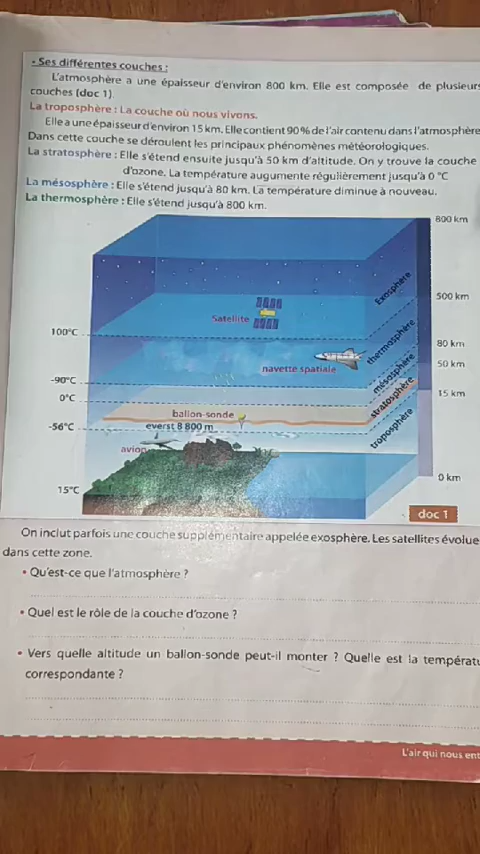 - Ses différentes couches :
L'atmosphère a une épaisseur d'environ 800 km. Elle est composée de plusieurs
couches (doc 1).
La troposphère : La couche où nous vivons.
Elle a une épaisseur d'environ 15 km. Elle contient 90 % de l'air contenu dans l'atmosphère
Dans cette couche se déroulent les principaux phénomènes météorologiques.
La stratosphère : Elle s'étend ensuite jusqu'à 50 km d'altitude. On y trouve la couche
d'ozone. La température augumente régulièrement jusqu'à 0 °C
La mésosphère : Elle s'étend jusqu'à 80 km. La température diminue à nouveau.
La thermosphère : Elle s'étend jusqu'à 800 km.
800 km
Exosphère
500 km
Satellite
100°C
thermosphère
80 km
navette spatiale
50 km
-90°C
mésosphère
0°C
stratosphère
15 km
ballon-sonde
-56°C
everst 8 800 m
troposphère
avion
0 km
15°C
doc 1
On inclut parfois une couche supplémentaire appelée exosphère. Les satellites évolue
dans cette zone.
• Qu'est-ce que l'atmosphère ?
• Quel est le rôle de la couche d'ozone ?
• Vers quelle altitude un ballon-sonde peut-il monter ? Quelle est la températu
correspondante ?
L'air qui nous ent